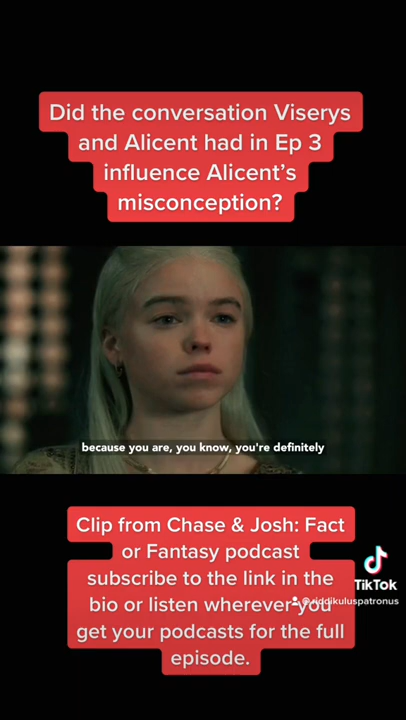 Did the conversation Viserys
and Alicent had in Ep 3
influence Alicent's
misconception?
because you are, you know, you're definitely
Clip from Chase & Josh: Fact
or Fantasy podcast
subscribe to the link in the
bio or listen wherever you
get your podcasts for the full
episode.
TikTok
@riddikuluspatronus